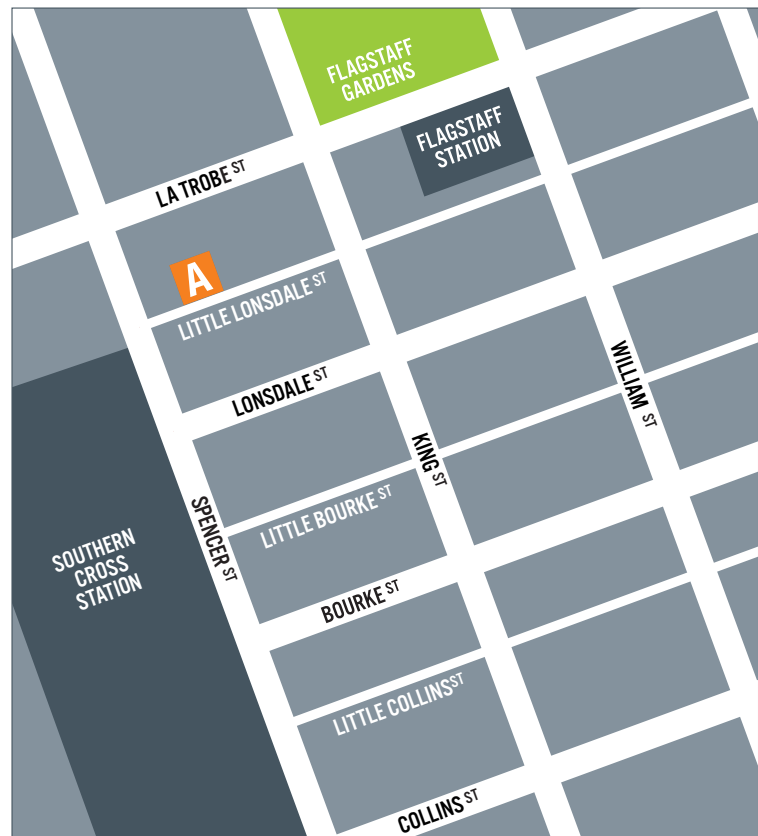 FLAGSTAFF
GARDENS
FLAGSTAFF
STATION
LA TROBE ST
A
LITTLE LONSDALE ST
LONSDALE ST
WILLIAM ST
KING ST
LITTLE BOURKE ST
SPENCER ST
SOUTHERN
CROSS
STATION
BOURKE ST
LITTLE COLLINS ST
COLLINS ST